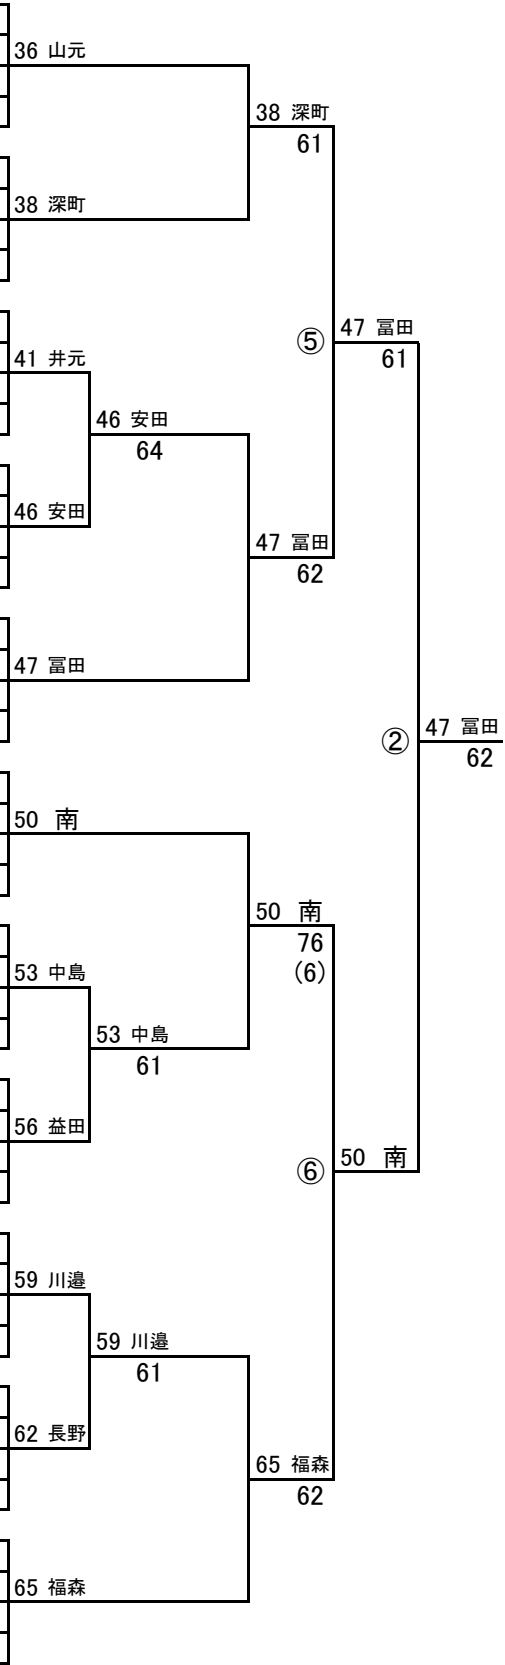 36 山元
38 深町
61
38 深町
47 冨田
⑤
61
41 井元
46 安田
64
46 安田
47 冨田
62
47 冨田
47 冨田
②
62
50 南
50 南
76
(6)
53 中島
53 中島
61
56 益田
50 南
⑥
59 川邉
59 川邉
61
62 長野
65 福森
62
65 福森